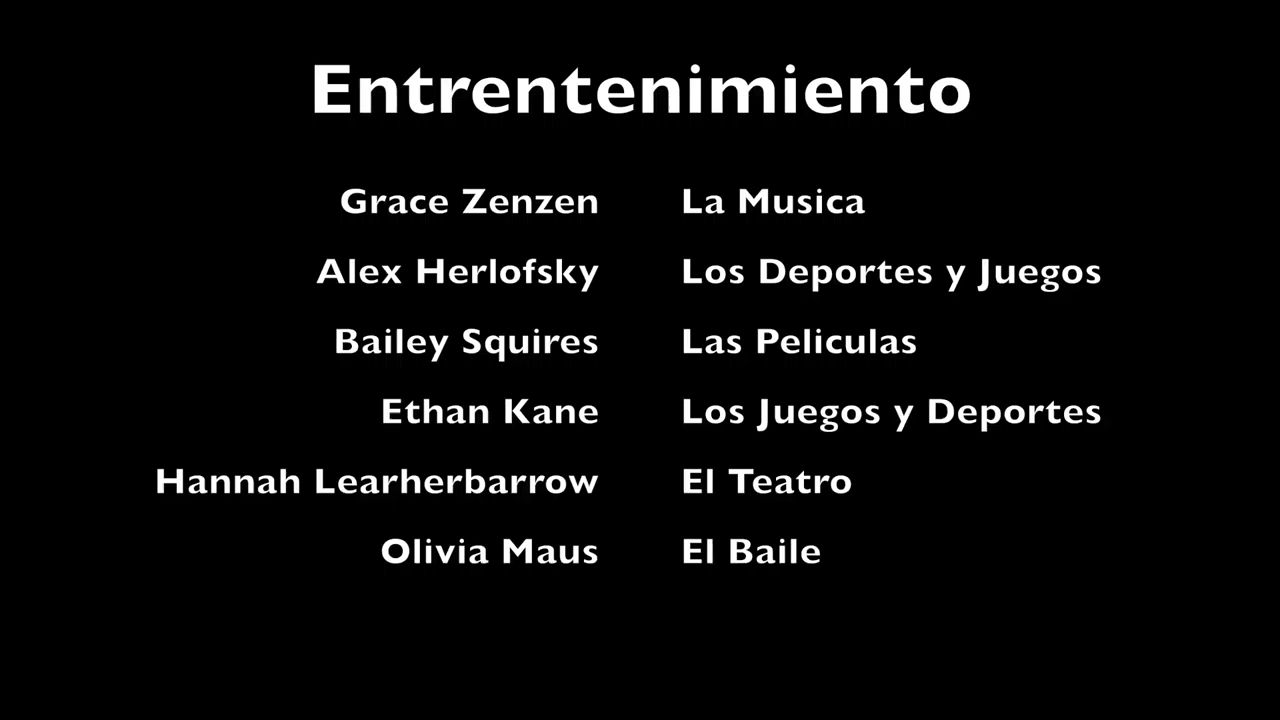 Entrentenimiento
Grace Zenzen La Musica
Alex Herlofsky Los Deportes y Juegos
Bailey Squires Las Peliculas
Ethan Kane Los Juegos y Deportes
Hannah Learherbarrow El Teatro
Olivia Maus El Baile